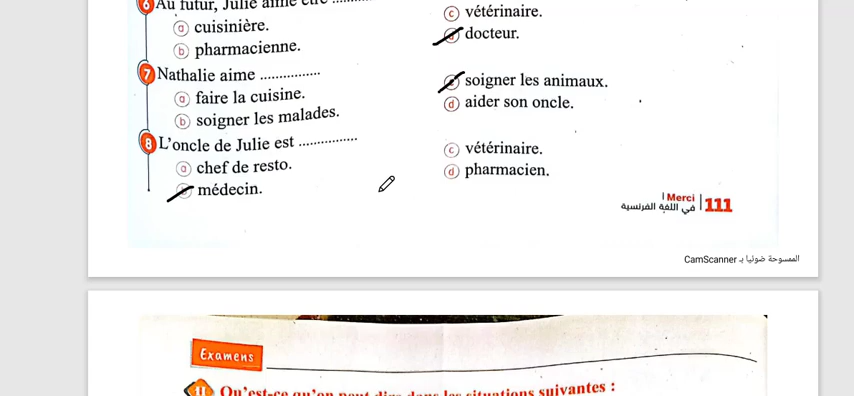 6 Au futur, Julie aime être ..............
a cuisinière.
b pharmacienne.
c vétérinaire.
docteur.
7 Nathalie aime ...............
a faire la cuisine.
b soigner les malades.
soigner les animaux.
d aider son oncle.
8 L'oncle de Julie est ...............
a chef de resto.
médecin.
c vétérinaire.
d pharmacien.
Merci
في اللغة الفرنسية
111
الممسوحة ضوئيا بـ CamScanner
Examens
11 Qu'est-ce qu'on peut dire dans les situations suivantes :